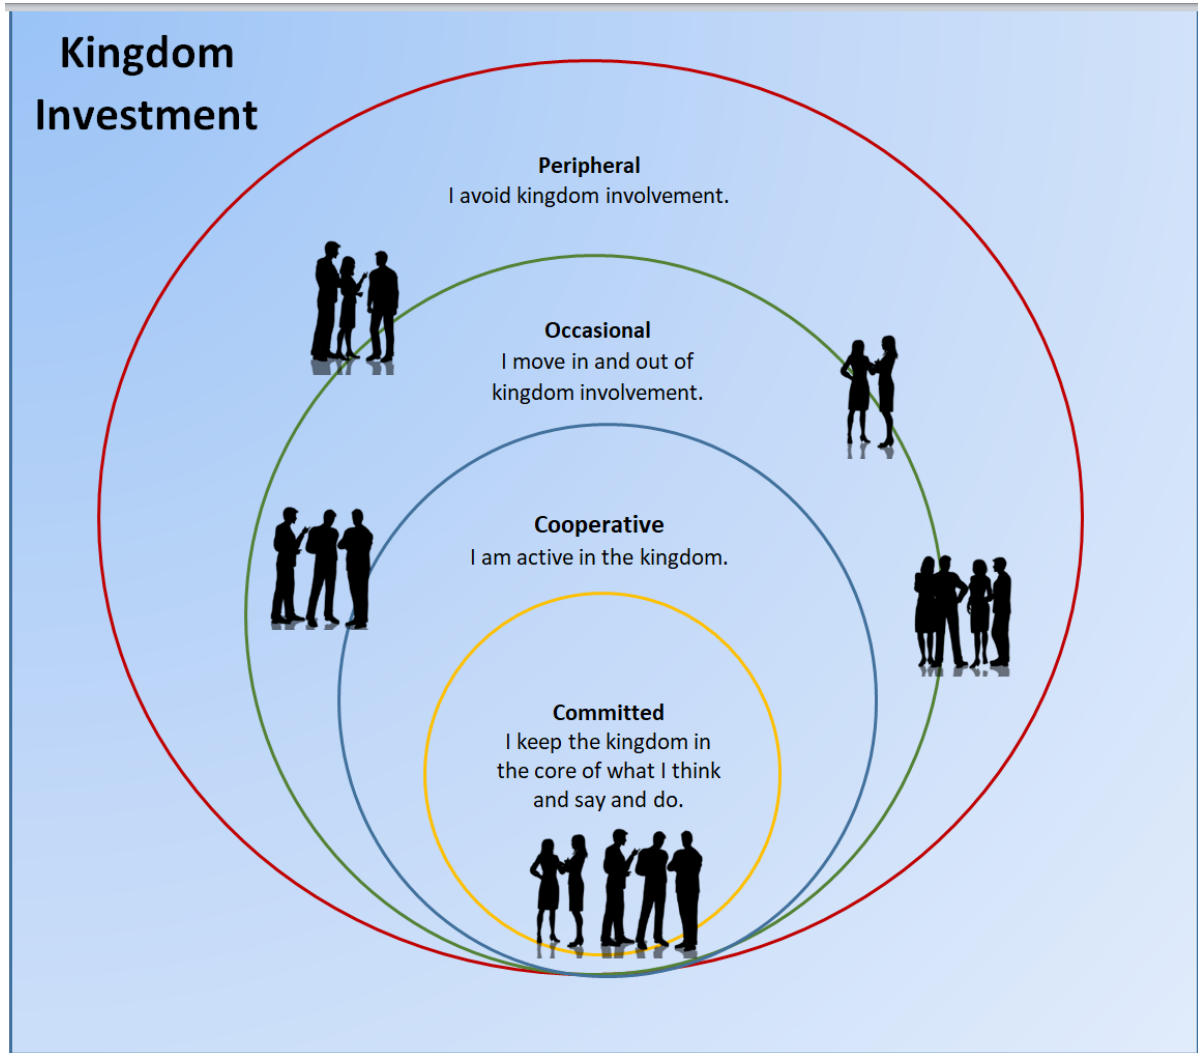 Kingdom
Investment
Peripheral
I avoid kingdom involvement.
Occasional
I move in and out of
kingdom involvement.
Cooperative
I am active in the kingdom.
Committed
I keep the kingdom in
the core of what I think
and say and do.